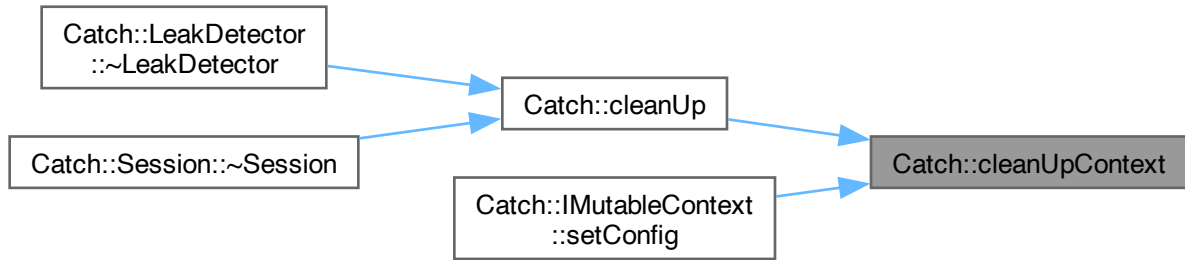 Catch::LeakDetector
::~LeakDetector
Catch::cleanUp
Catch::Session::~Session
Catch::cleanUpContext
Catch::IMutableContext
::setConfig